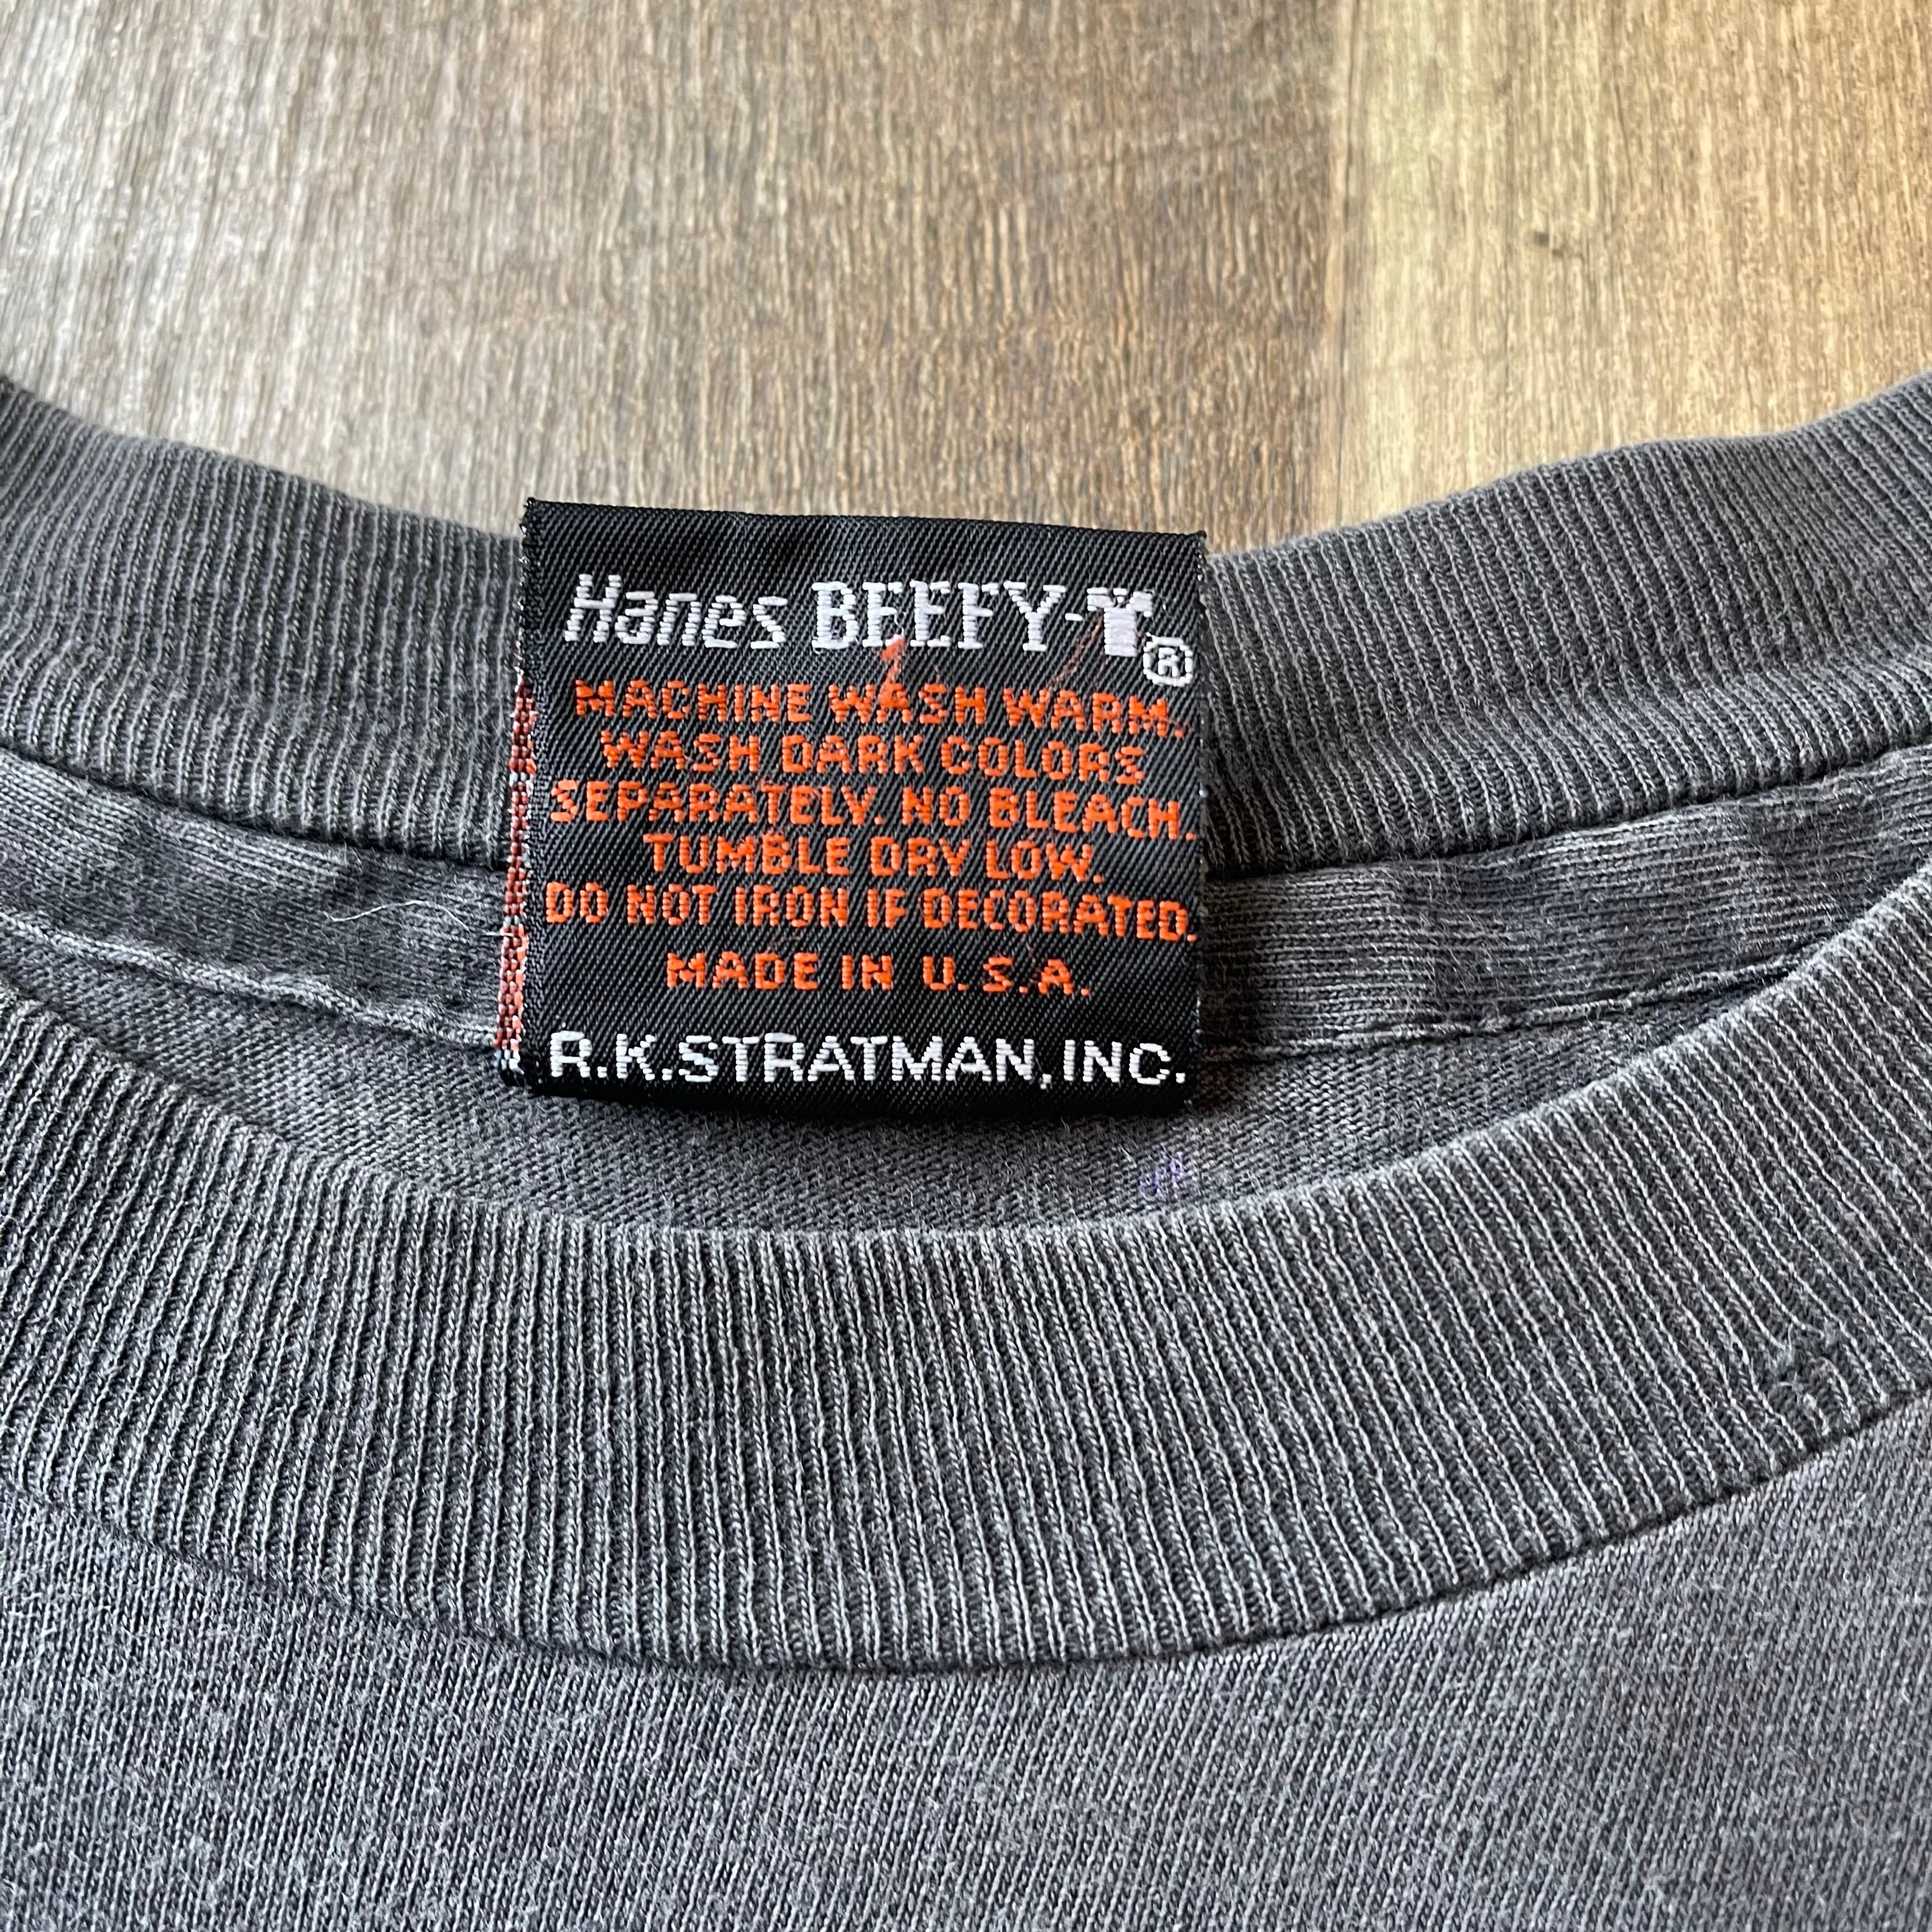 Hanes BEEFY-T®
MACHINE WASH WARM.
WASH DARK COLORS
SEPARATELY. NO BLEACH.
TUMBLE DRY LOW.
DO NOT IRON IF DECORATED.
MADE IN U.S.A.
R.K.STRATMAN, INC.